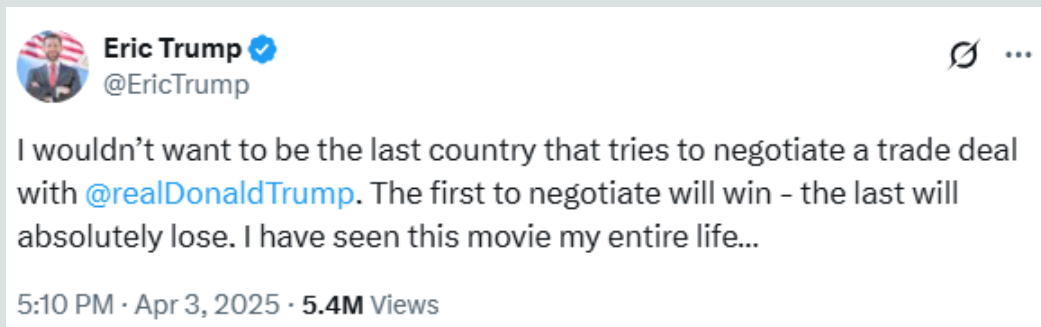 Eric Trump
@EricTrump
I wouldn’t want to be the last country that tries to negotiate a trade deal
with @realDonaldTrump. The first to negotiate will win - the last will
absolutely lose. I have seen this movie my entire life...
5:10 PM · Apr 3, 2025 · 5.4M Views